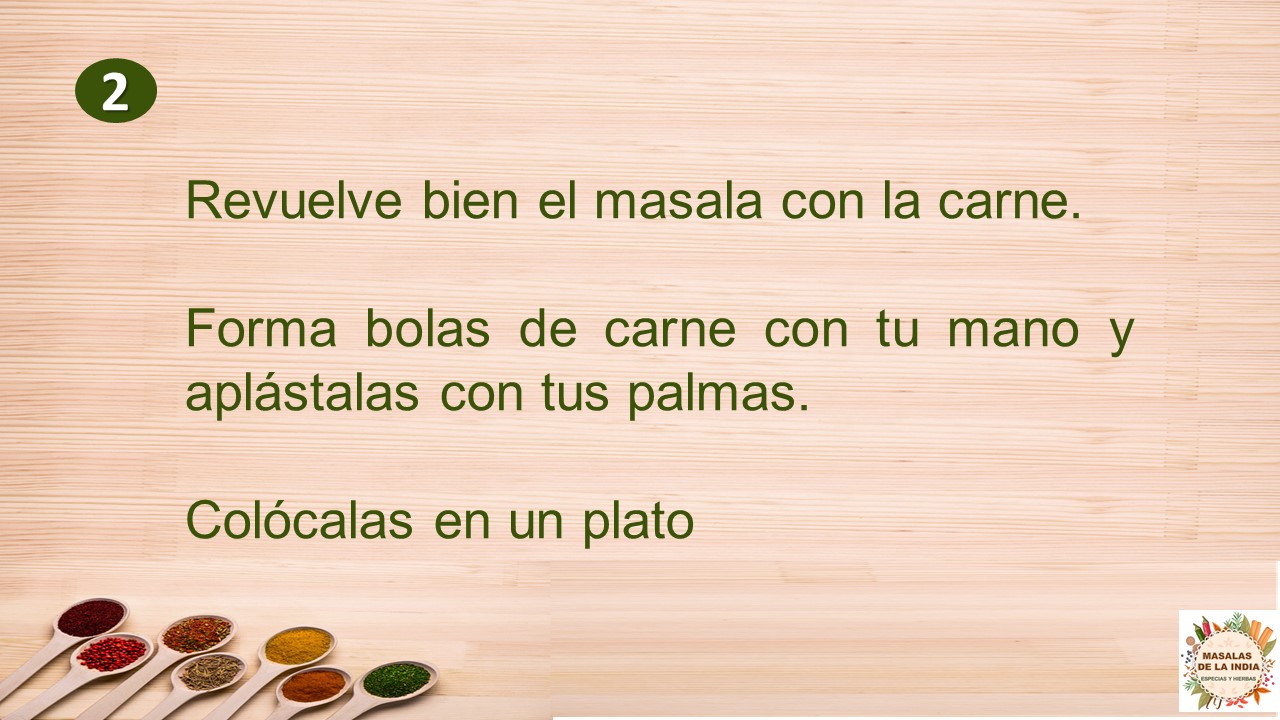 2
Revuelve bien el masala con la carne.
Forma bolas de carne con tu mano y
aplástalas con tus palmas.
Colócalas en un plato
MASALAS
DE LA INDIA
ESPECIAS Y HIERBAS